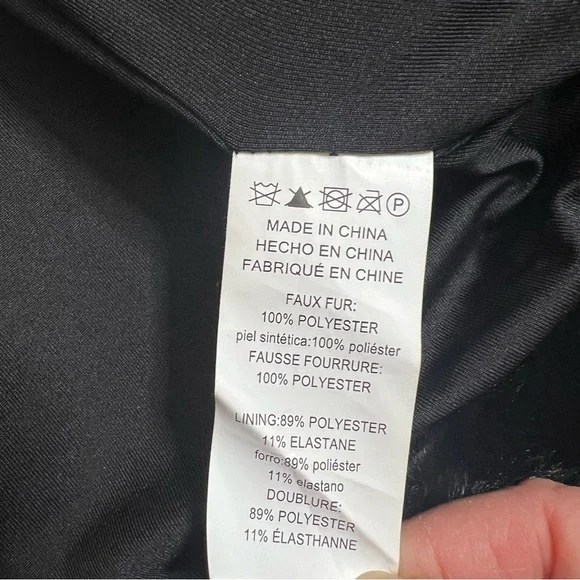 P
MADE IN CHINA
HECHO EN CHINA
FABRIQUÉ EN CHINE
FAUX FUR:
100% POLYESTER
piel sintética:100% poliéster
FAUSSE FOURRURE:
100% POLYESTER
LINING:89% POLYESTER
11% ELASTANE
forro:89% poliéster
11% elastano
DOUBLURE:
89% POLYESTER
11% ÉLASTHANNE